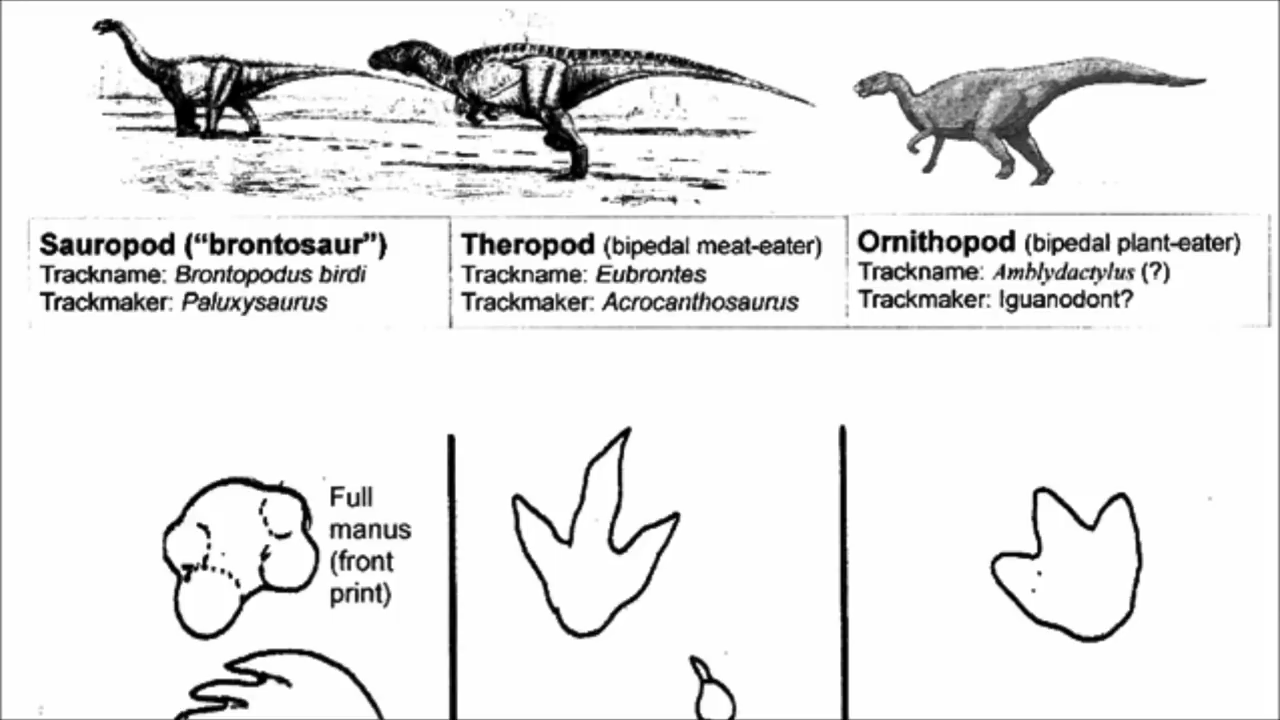 Sauropod (“brontosaur”)
Trackname: Brontopodus birdi
Trackmaker: Paluxysaurus
Theropod (bipedal meat-eater)
Trackname: Eubrontes
Trackmaker: Acrocanthosaurus
Ornithopod (bipedal plant-eater)
Trackname: Amblydactylus (?)
Trackmaker: Iguanodont?
Full
manus
(front
print)